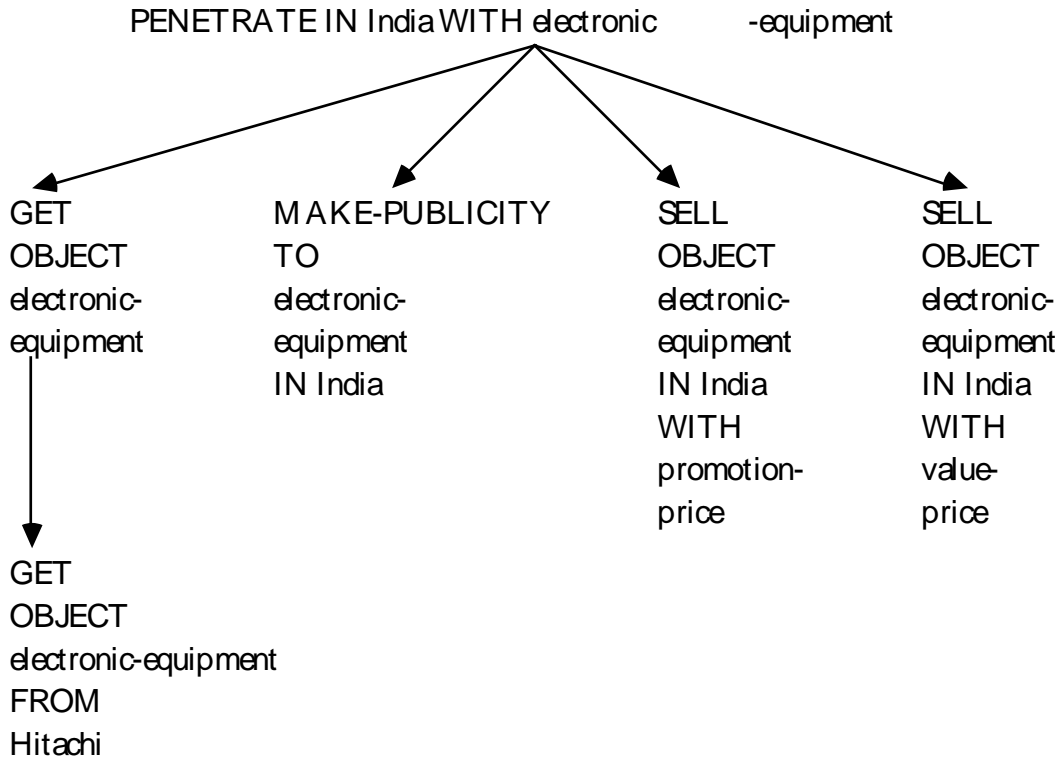 PENETRATE IN India WITH electronic -equipment
GET
OBJECT
electronic-
equipment
MAKE-PUBLICITY
TO
electronic-
equipment
IN India
SELL
OBJECT
electronic-
equipment
IN India
WITH
promotion-
price
SELL
OBJECT
electronic-
equipment
IN India
WITH
value-
price
GET
OBJECT
electronic-equipment
FROM
Hitachi